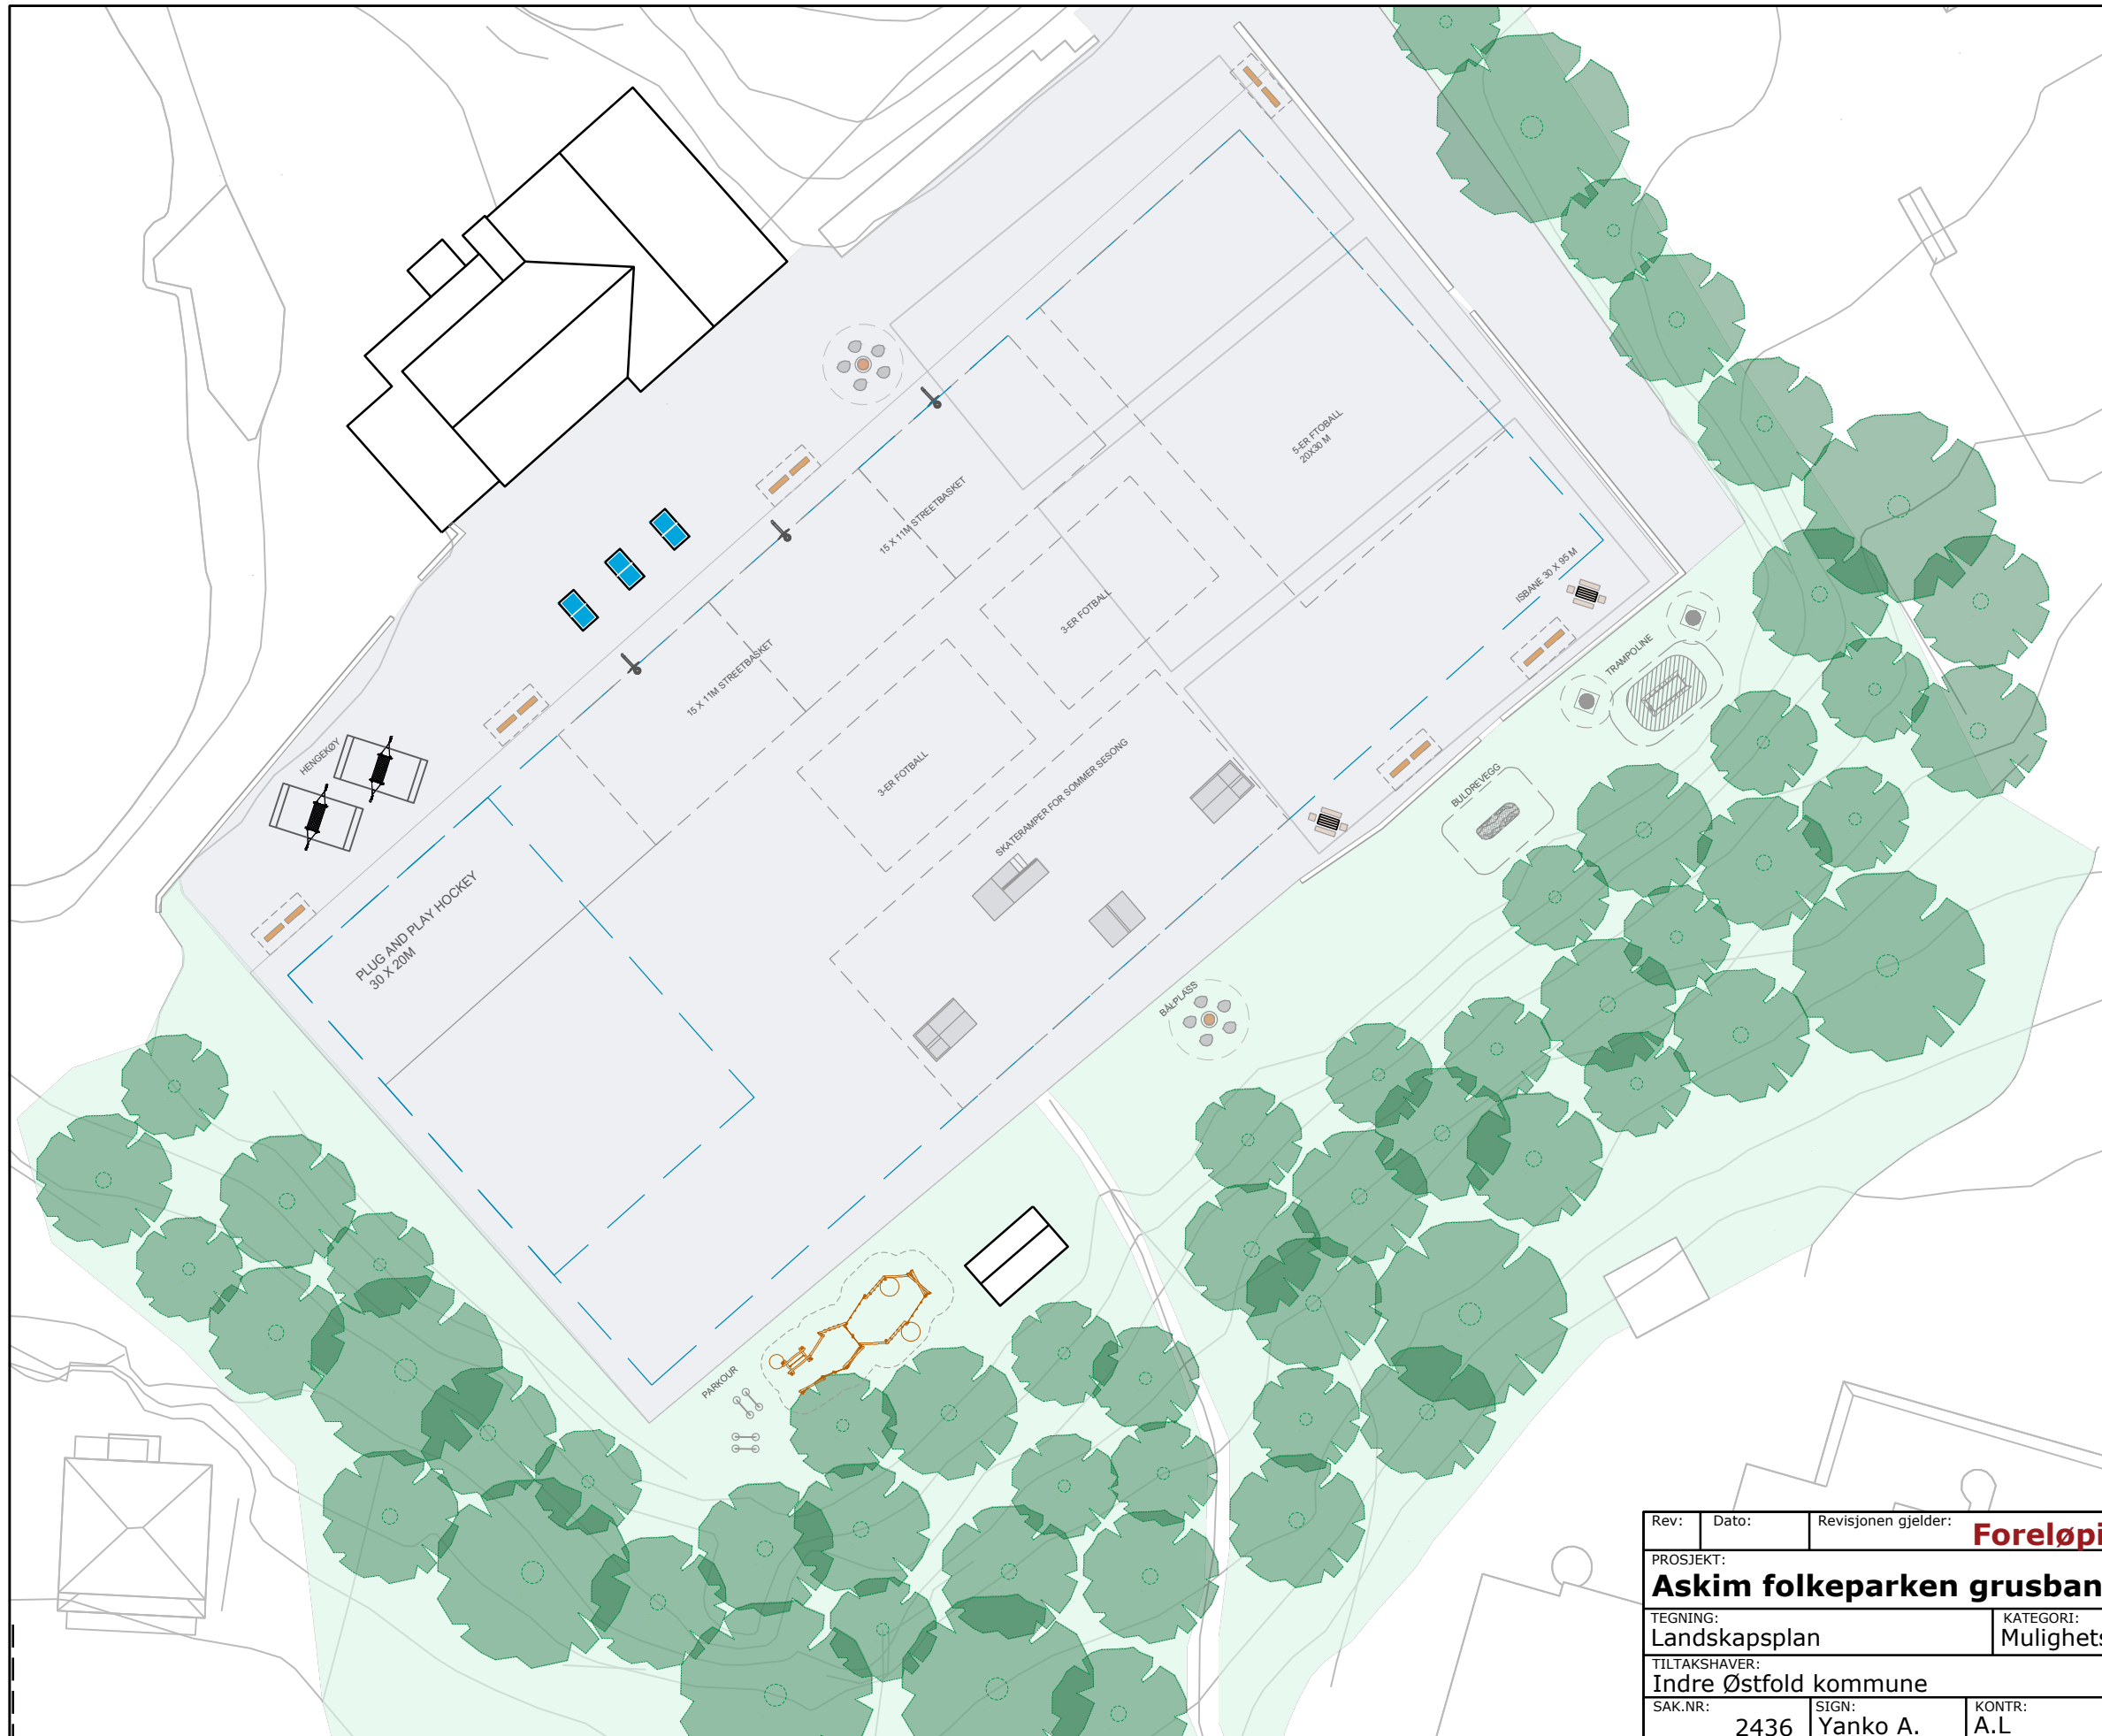 5-ER FTOBALL
20X30 M
15 X 11M STREETBASKET
3-ER FOTBALL
ISBANE 30 X 95 M
TRAMPOLINE
15 X 11M STREETBASKET
HENGEKØY
3-ER FOTBALL
SKATERAMPER FOR SOMMER SESONG
BULDREVEGG
PLUG AND PLAY HOCKEY
30 X 20M
BÅLPLASS
PARKOUR
Rev: Dato: Revisjonen gjelder: Foreløpi
PROSJEKT:
Askim folkeparken grusban
TEGNING: KATEGORI:
Landskapsplan Mulighets
TILTAKSHAVER:
Indre Østfold kommune
SAK.NR: SIGN: KONTR:
2436 Yanko A. A.L